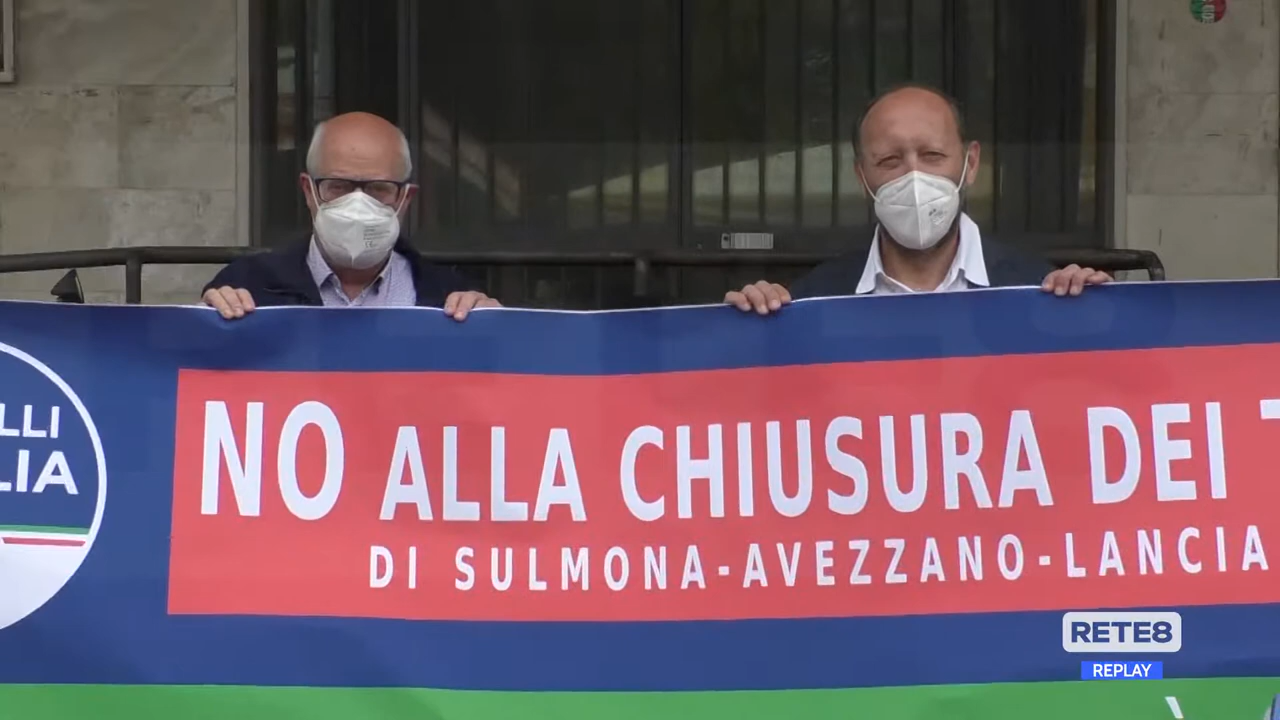 LLI
LIA
NO ALLA CHIUSURA DEI T
DI SULMONA-AVEZZANO-LANCIA
RETE8
REPLAY